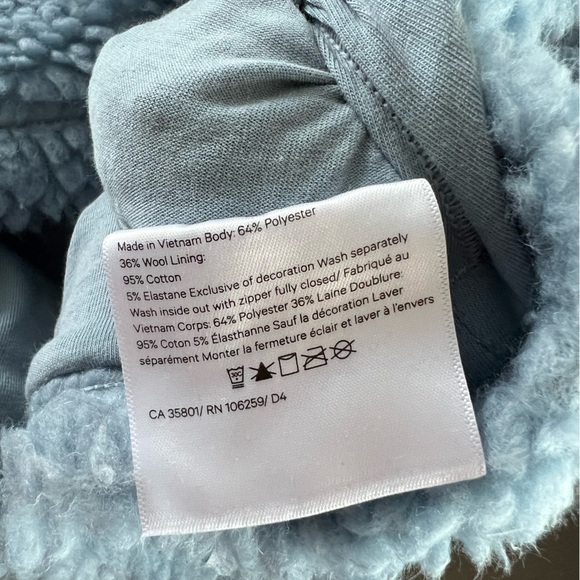 Made in Vietnam Body: 64% Polyester
36% Wool Lining:
95% Cotton
5% Elastane Exclusive of decoration Wash separately
Wash inside out with zipper fully closed/ Fabriqué au
Vietnam Corps: 64% Polyester 36% Laine Doublure:
95% Coton 5% Élasthanne Sauf la décoration Laver
séparément Monter la fermeture éclair et laver à l'envers
30C
CA 35801/ RN 106259/ D4